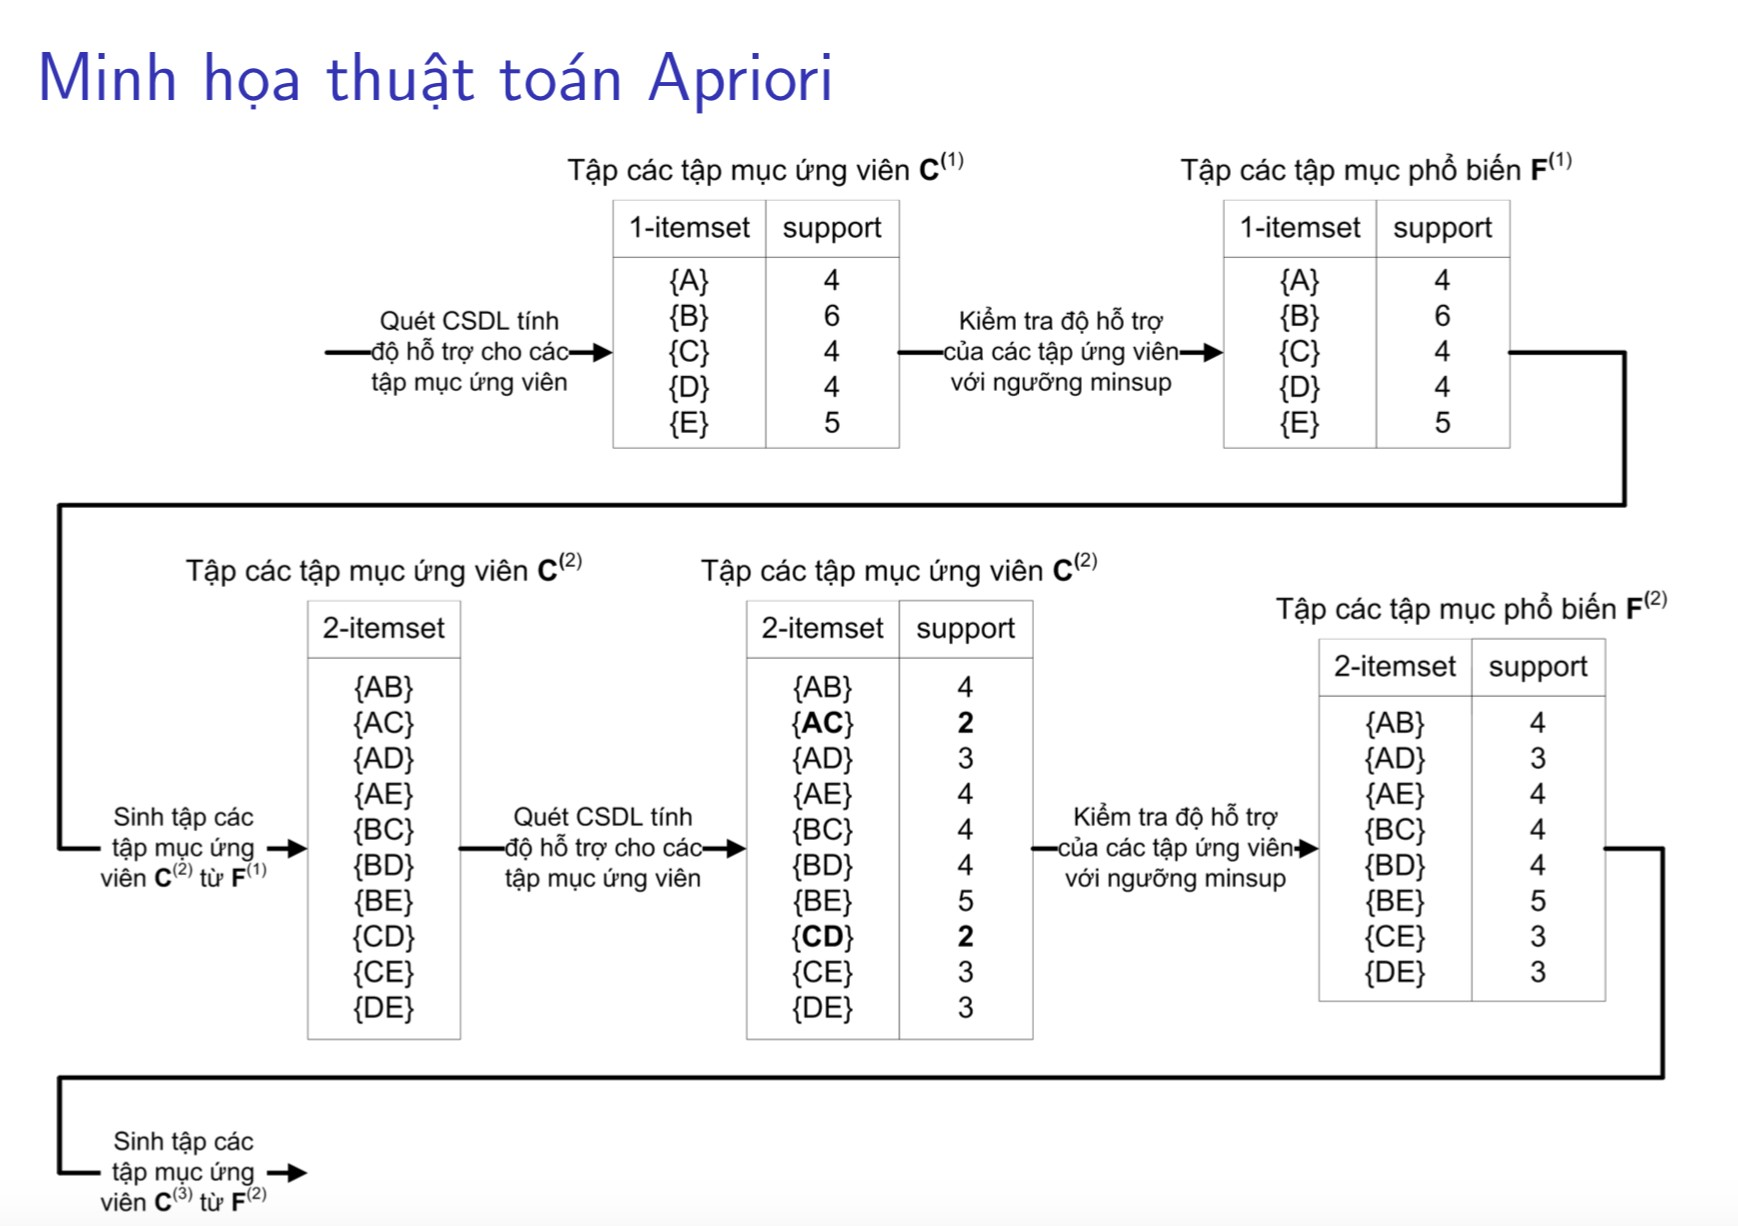 Minh họa thuật toán Apriori
Tập các tập mục ứng viên C(1)
1-itemset support
{A} 4
{B} 6
{C} 4
{D} 4
{E} 5
Tập các tập mục phổ biến F(1)
1-itemset support
{A} 4
{B} 6
{C} 4
{D} 4
{E} 5
Quét CSDL tính
độ hỗ trợ cho các
tập mục ứng viên
Kiểm tra độ hỗ trợ
của các tập ứng viên
với ngưỡng minsup
Tập các tập mục ứng viên C(2)
2-itemset
{AB}
{AC}
{AD}
{AE}
{BC}
{BD}
{BE}
{CD}
{CE}
{DE}
Tập các tập mục ứng viên C(2)
2-itemset support
{AB} 4
{AC} 2
{AD} 3
{AE} 4
{BC} 4
{BD} 4
{BE} 5
{CD} 2
{CE} 3
{DE} 3
Tập các tập mục phổ biến F(2)
2-itemset support
{AB} 4
{AD} 3
{AE} 4
{BC} 4
{BD} 4
{BE} 5
{CE} 3
{DE} 3
Sinh tập các
tập mục ứng
viên C(2) từ F(1)
Quét CSDL tính
độ hỗ trợ cho các
tập mục ứng viên
Kiểm tra độ hỗ trợ
của các tập ứng viên
với ngưỡng minsup
Sinh tập các
tập mục ứng
viên C(3) từ F(2)